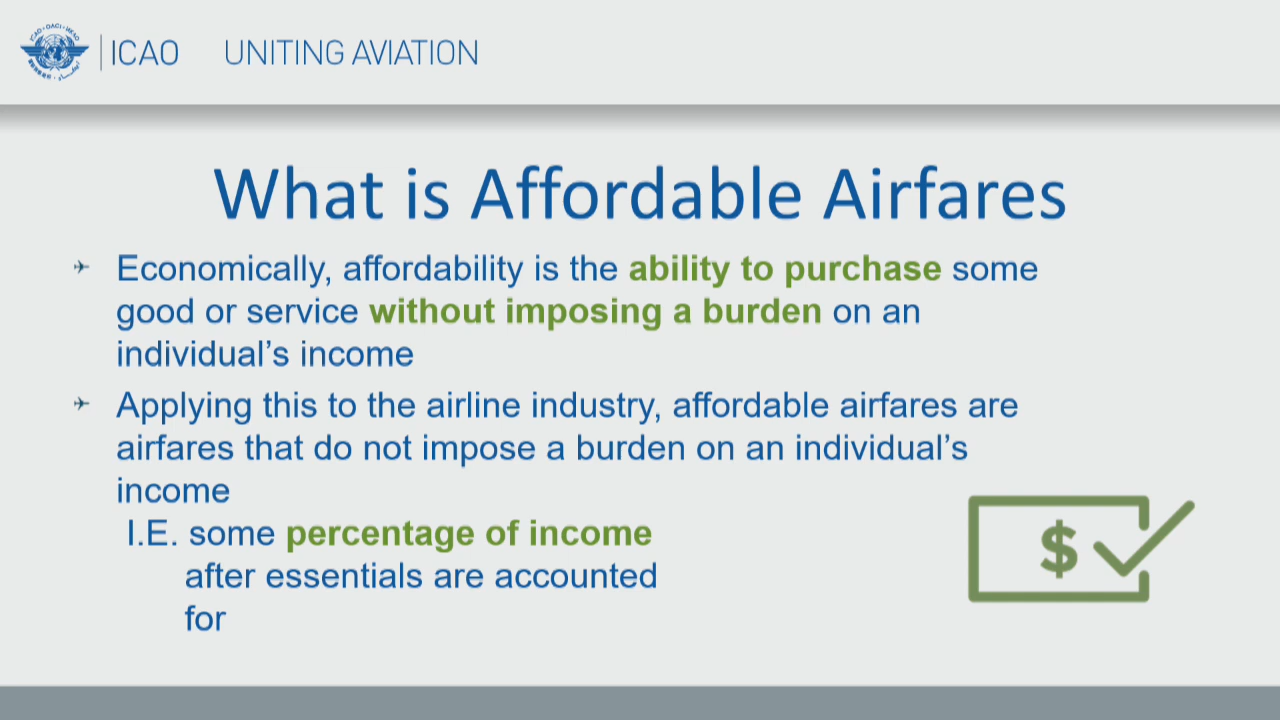 ICAO UNITING AVIATION
What is Affordable Airfares
Economically, affordability is the ability to purchase some
good or service without imposing a burden on an
individual’s income
Applying this to the airline industry, affordable airfares are
airfares that do not impose a burden on an individual’s
income
I.E. some percentage of income
after essentials are accounted
for
$